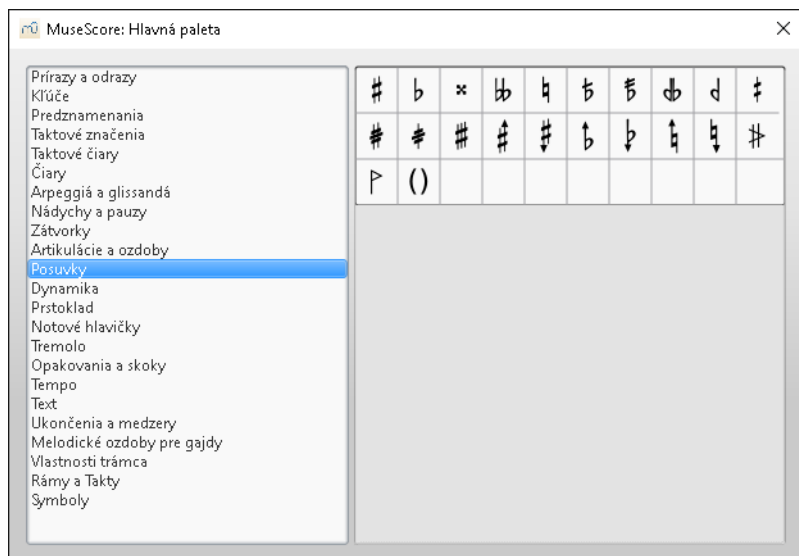 MuseScore: Hlavná paleta
Prírazy a odrazy
Kľúče
Predznamenania
Taktové značenia
Taktové čiary
Čiary
Arpeggiá a glissandá
Nádychy a pauzy
Zátvorky
Artikulácie a ozdoby
Posuvky
Dynamika
Prstoklad
Notové hlavičky
Tremolo
Opakovania a skoky
Tempo
Text
Ukončenia a medzery
Melodické ozdoby pre gajdy
Vlastnosti trámca
Rámy a Takty
Symboly